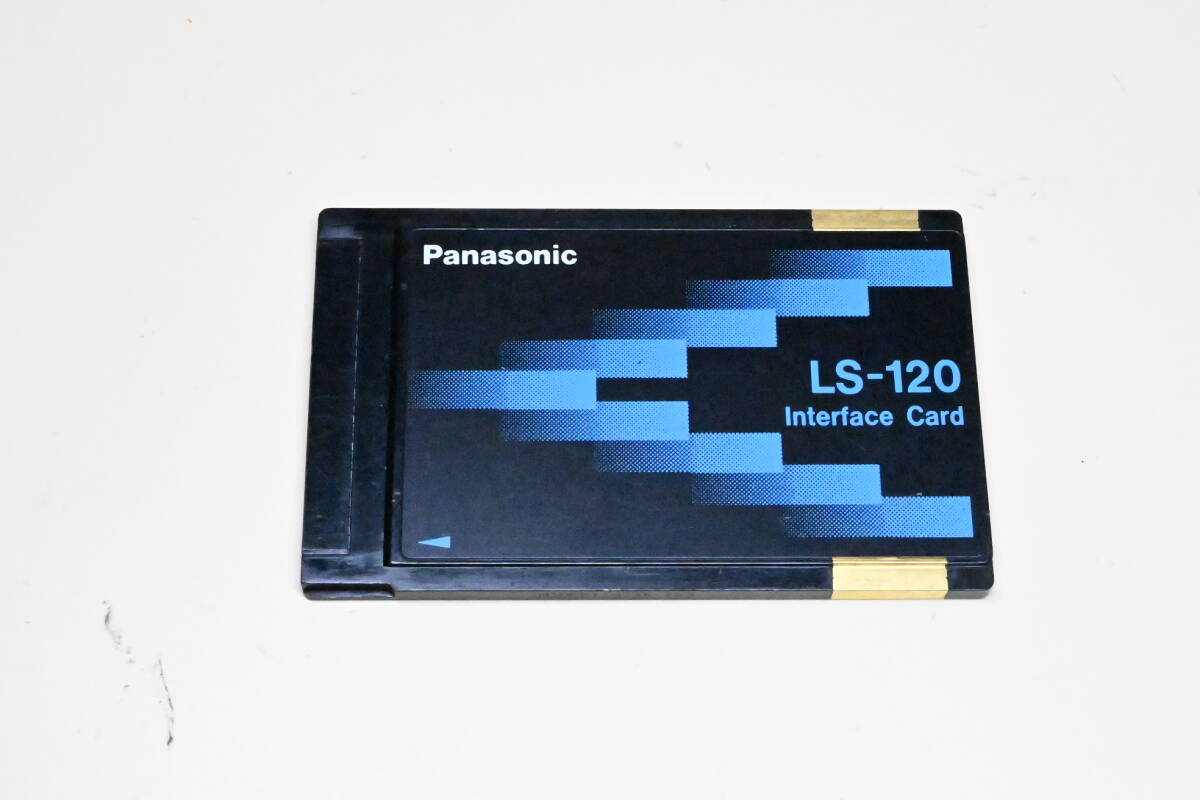 Panasonic
LS-120
Interface Card